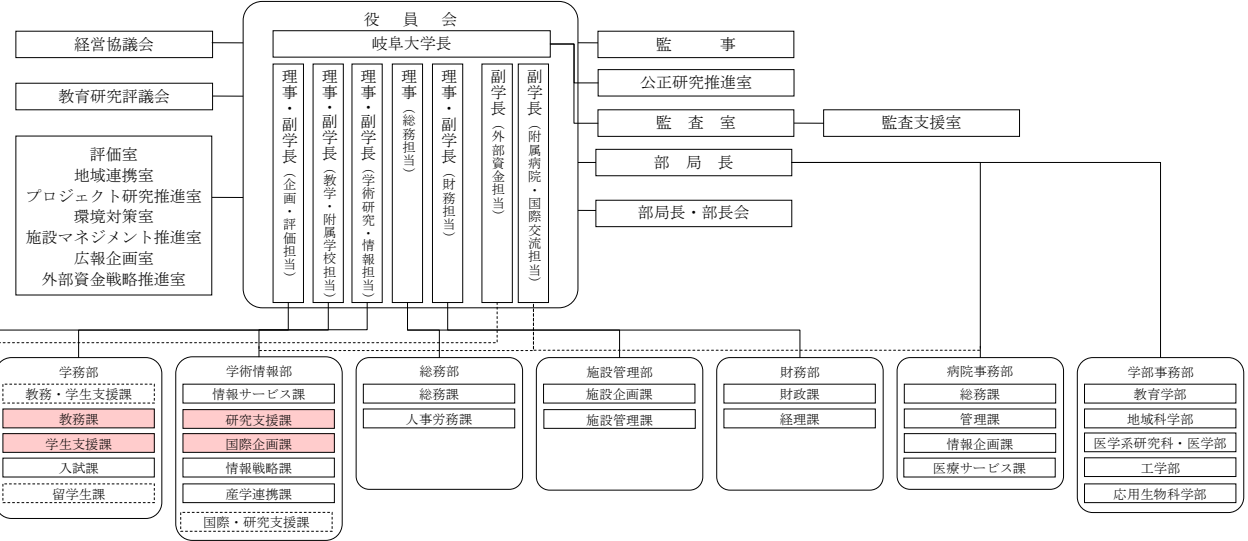 役　員　会
岐阜大学長
理事・副学長（企画・評価担当）
理事・副学長（教学・附属学校担当）
理事・副学長（学術研究・情報担当）
理事（総務担当）
理事・副学長（財務担当）
副学長（外部資金担当）
副学長（附属病院・国際交流担当）
経営協議会
教育研究評議会
評価室
地域連携室
プロジェクト研究推進室
環境対策室
施設マネジメント推進室
広報企画室
外部資金戦略推進室
監　事
公正研究推進室
監　査　室
監査支援室
部　局　長
部局長・部長会
学務部
教務・学生支援課
教務課
学生支援課
入試課
留学生課
学術情報部
情報サービス課
研究支援課
国際企画課
情報戦略課
産学連携課
国際・研究支援課
総務部
総務課
人事労務課
施設管理部
施設企画課
施設管理課
財務部
財政課
経理課
病院事務部
総務課
管理課
情報企画課
医療サービス課
学部事務部
教育学部
地域科学部
医学系研究科・医学部
工学部
応用生物科学部